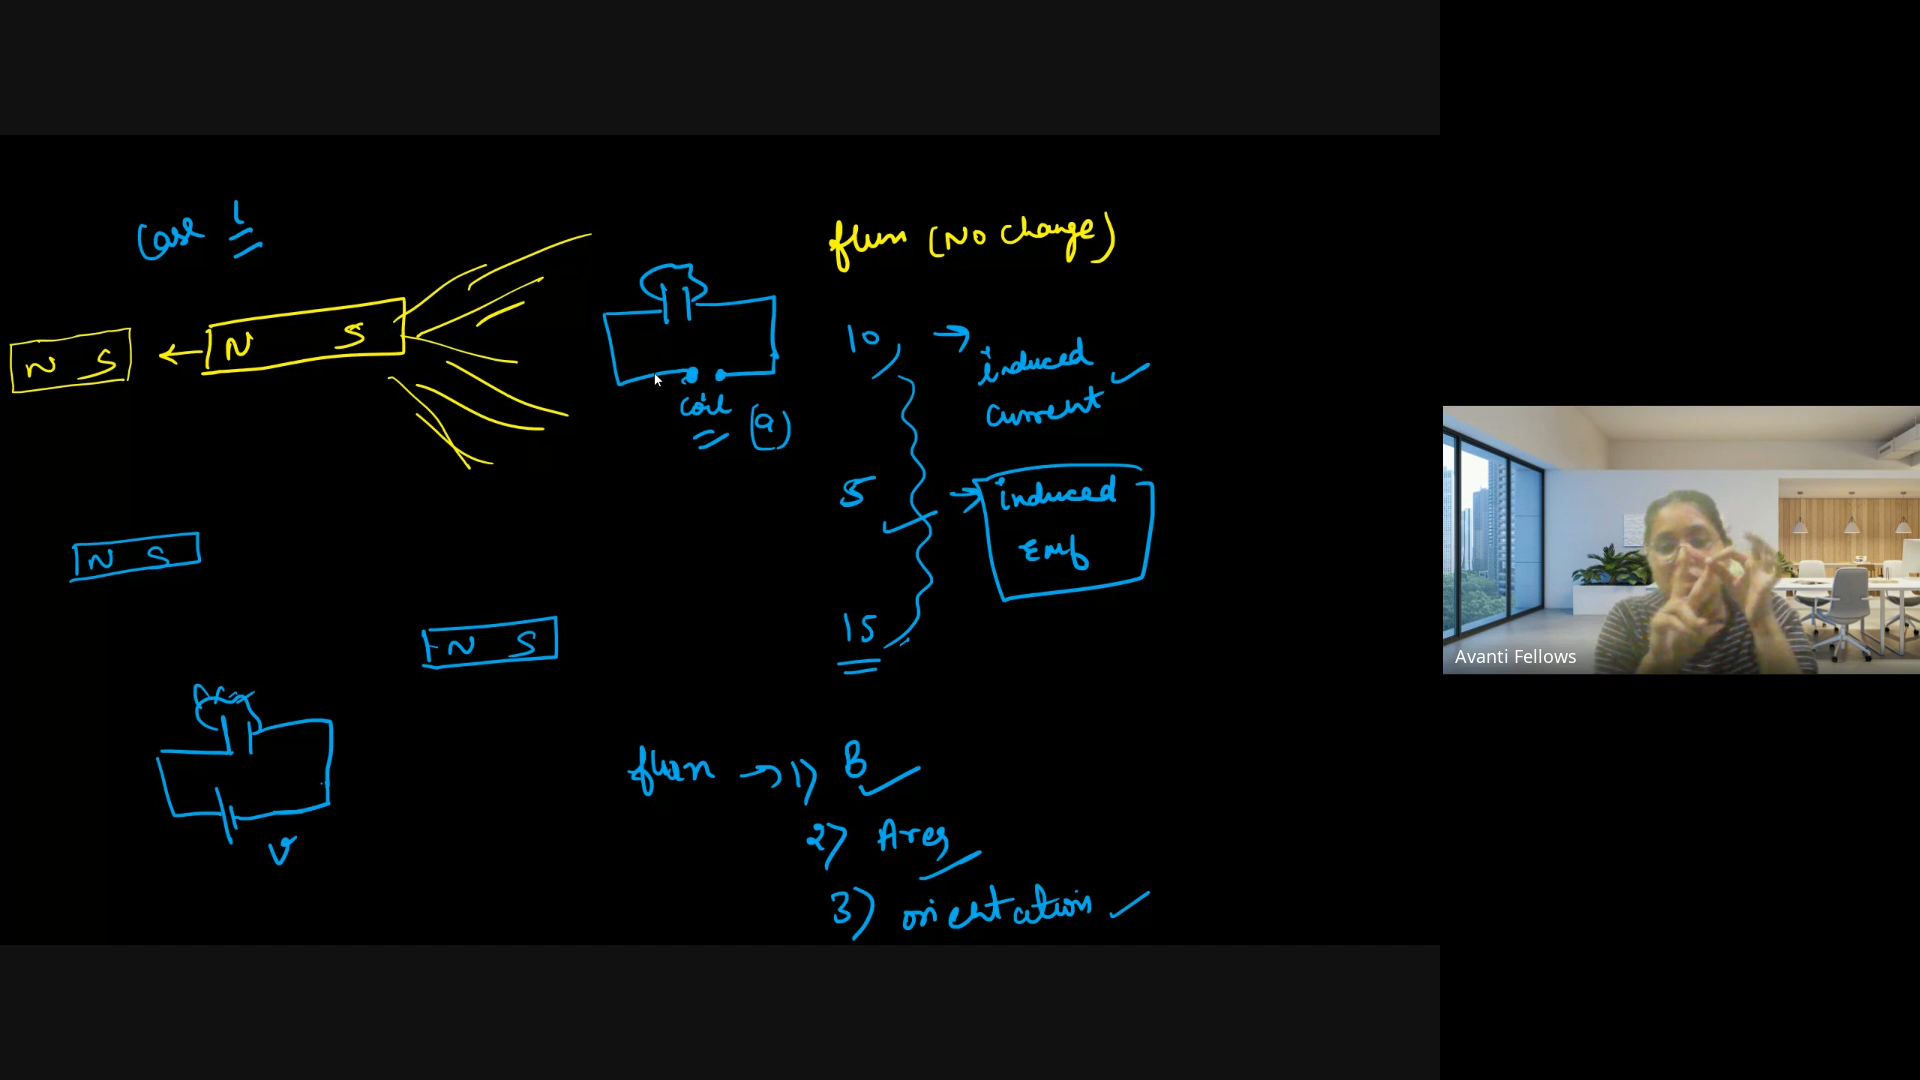 Case 1
flux (No change)
N S
N S
10
induced
current
coil
(a)
5
induced
Emf
N S
N S
15
flux → 1) B
2) Area
3) orientation
V
Avanti Fellows